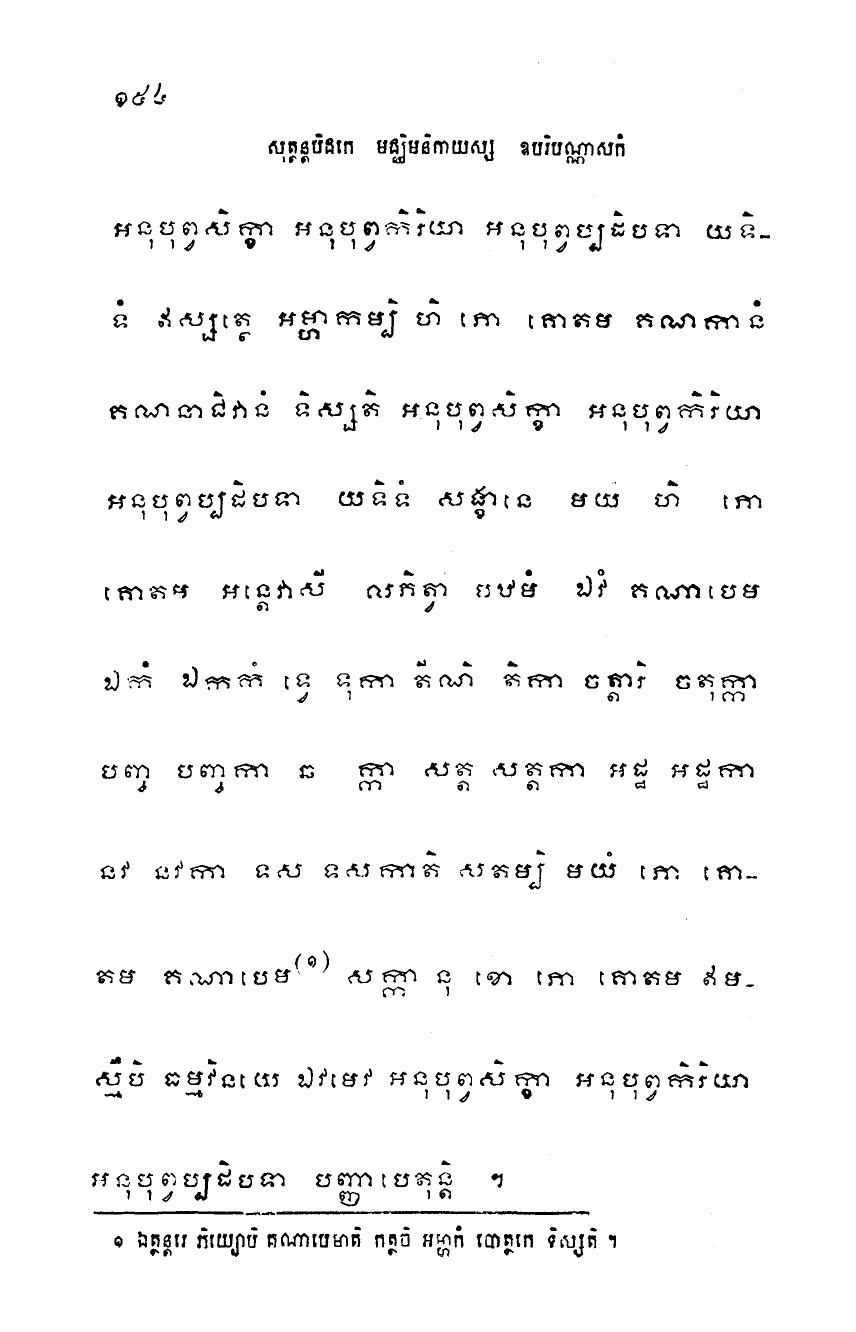 ១៥៤
សុត្តន្តបិដកេ មជ្ឈិមនិកាយស្ស ឧបរិបណ្ណាសកំ
អនុបុព្វសិក្ខា អនុបុព្វកិរិយា អនុបុព្វប្បដិបទា យទិ-
ទំ ឥស្សត្ថេ អម្ហាកម្បិ ហិ ភោ គោតម គណកានំ
គណនាជិវានំ ទិស្សតិ អនុបុព្វសិក្ខា អនុបុព្វកិរិយា
អនុបុព្វប្បដិបទា យទិទំ សង្ខានេ មយ ហិ ភោ
គោតម អន្តេវាសី លភិត្វា បឋមំ ឯវំ គណាបេម
ឯកំ ឯកកំ ទ្វេ ទុកា តីណិ តិកា ចត្តារិ ចតុក្កា
បញ្ច បញ្ចកា ឆ ក្កា សត្ត សត្តកា អដ្ឋ អដ្ឋកា
នវ នវកា ទស ទសកាតិ សតម្បិ មយំ ភោ គោ-
តម គណាបេម(១) សក្កា នុ ខោ ភោ គោតម ឥម-
ស្មឹបិ ធម្មវិនយេ ឯវមេវ អនុបុព្វសិក្ខា អនុបុព្វកិរិយា
អនុបុព្វប្បដិបទា បញ្ញាបេតុន្តិ ។
១ ឯត្ថន្តរេ ភិយ្យោបិ គណាបេមាតិ កត្ថចិ អម្ហាកំ បោត្ថកេ ទិស្សតិ ។